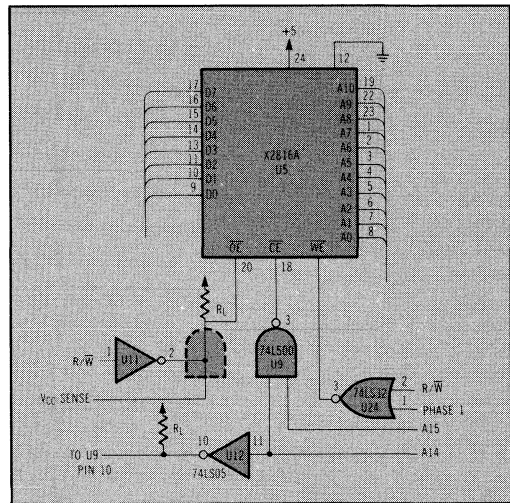 +5
24
12
17 D7
16 D6
15 D5
14 D4
13 D3
11 D2
10 D1
9 D0
X2816A
U5
A10 19
A9 22
A8 23
A7 1
A6 2
A5 3
A4 4
A3 5
A2 6
A1 7
A0 8
OE
CE
WE
20
18
RL
3
74LS00
U9
R/W 1 U11 2
3 74LS32 U24
2 R/W
1 PHASE 1
VCC SENSE
RL
A15
TO U9
PIN 10
10 U12 11
74LS05
A14